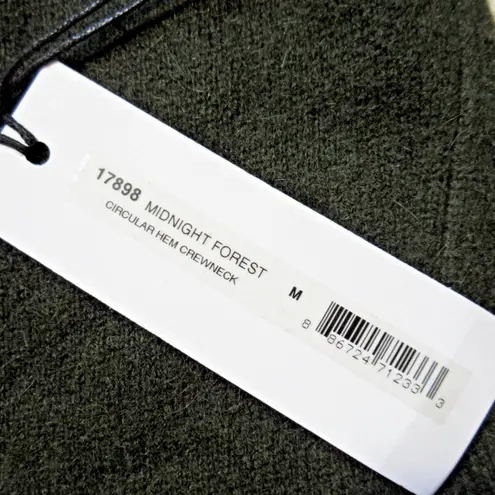 17898 MIDNIGHT FOREST
CIRCULAR HEM CREWNECK
M
8 86724 71233 3